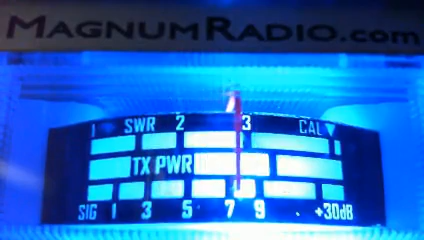 MAGNUMRADIO.COM
1 SWR 2 3 CAL
TX PWR
SIG 1 3 5 7 9 +30dB